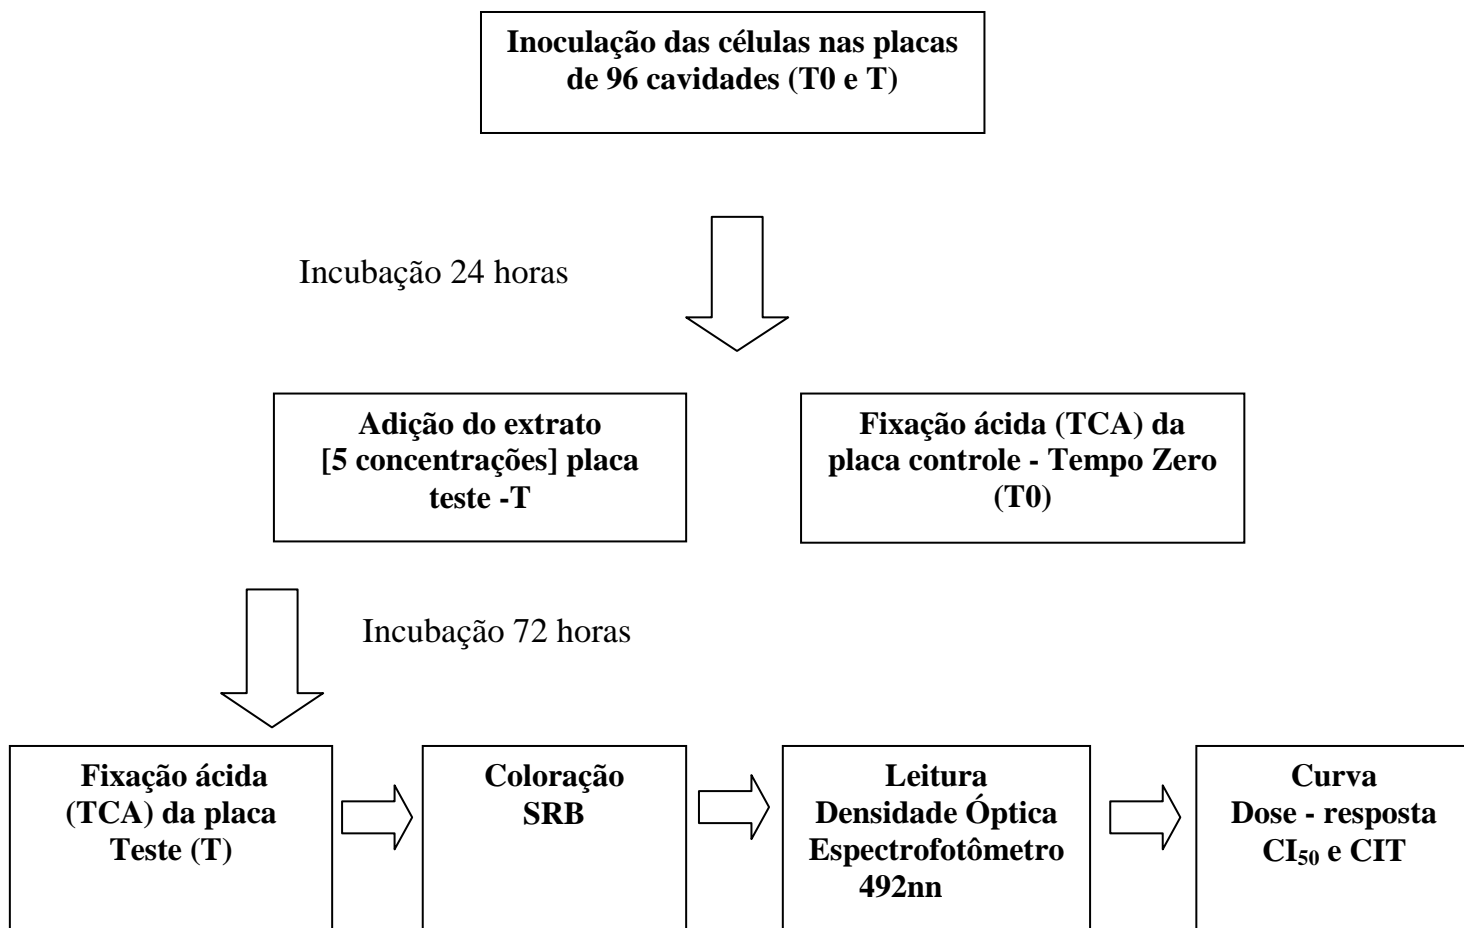 Inoculação das células nas placas
de 96 cavidades (T0 e T)
Incubação 24 horas
Adição do extrato
[5 concentrações] placa
teste -T
Fixação ácida (TCA) da
placa controle - Tempo Zero
(T0)
Incubação 72 horas
Fixação ácida
(TCA) da placa
Teste (T)
Coloração
SRB
Leitura
Densidade Óptica
Espectrofotômetro
492nn
Curva
Dose - resposta
CI₅₀ e CIT